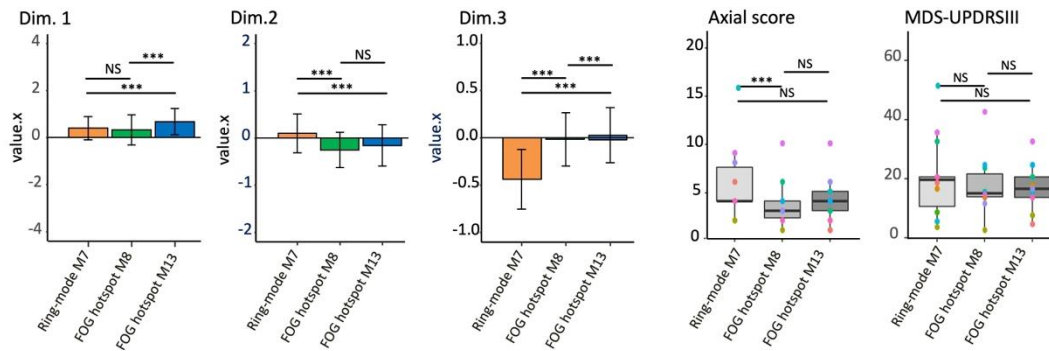 Dim. 1
value.x
4
2
0
-2
-4
NS
***
***
Ring-mode M7
FOG hotspot M8
FOG hotspot M13
Dim.2
value.x
2
1
0
-1
-2
NS
***
***
Ring-mode M7
FOG hotspot M8
FOG hotspot M13
Dim.3
value.x
1.0
0.5
0.0
-0.5
-1.0
***
***
***
Ring-mode M7
FOG hotspot M8
FOG hotspot M13
Axial score
20
15
10
5
0
NS
***
NS
Ring-mode M7
FOG hotspot M8
FOG hotspot M13
MDS-UPDRSIII
60
40
20
0
NS
NS
NS
Ring-mode M7
FOG hotspot M8
FOG hotspot M13